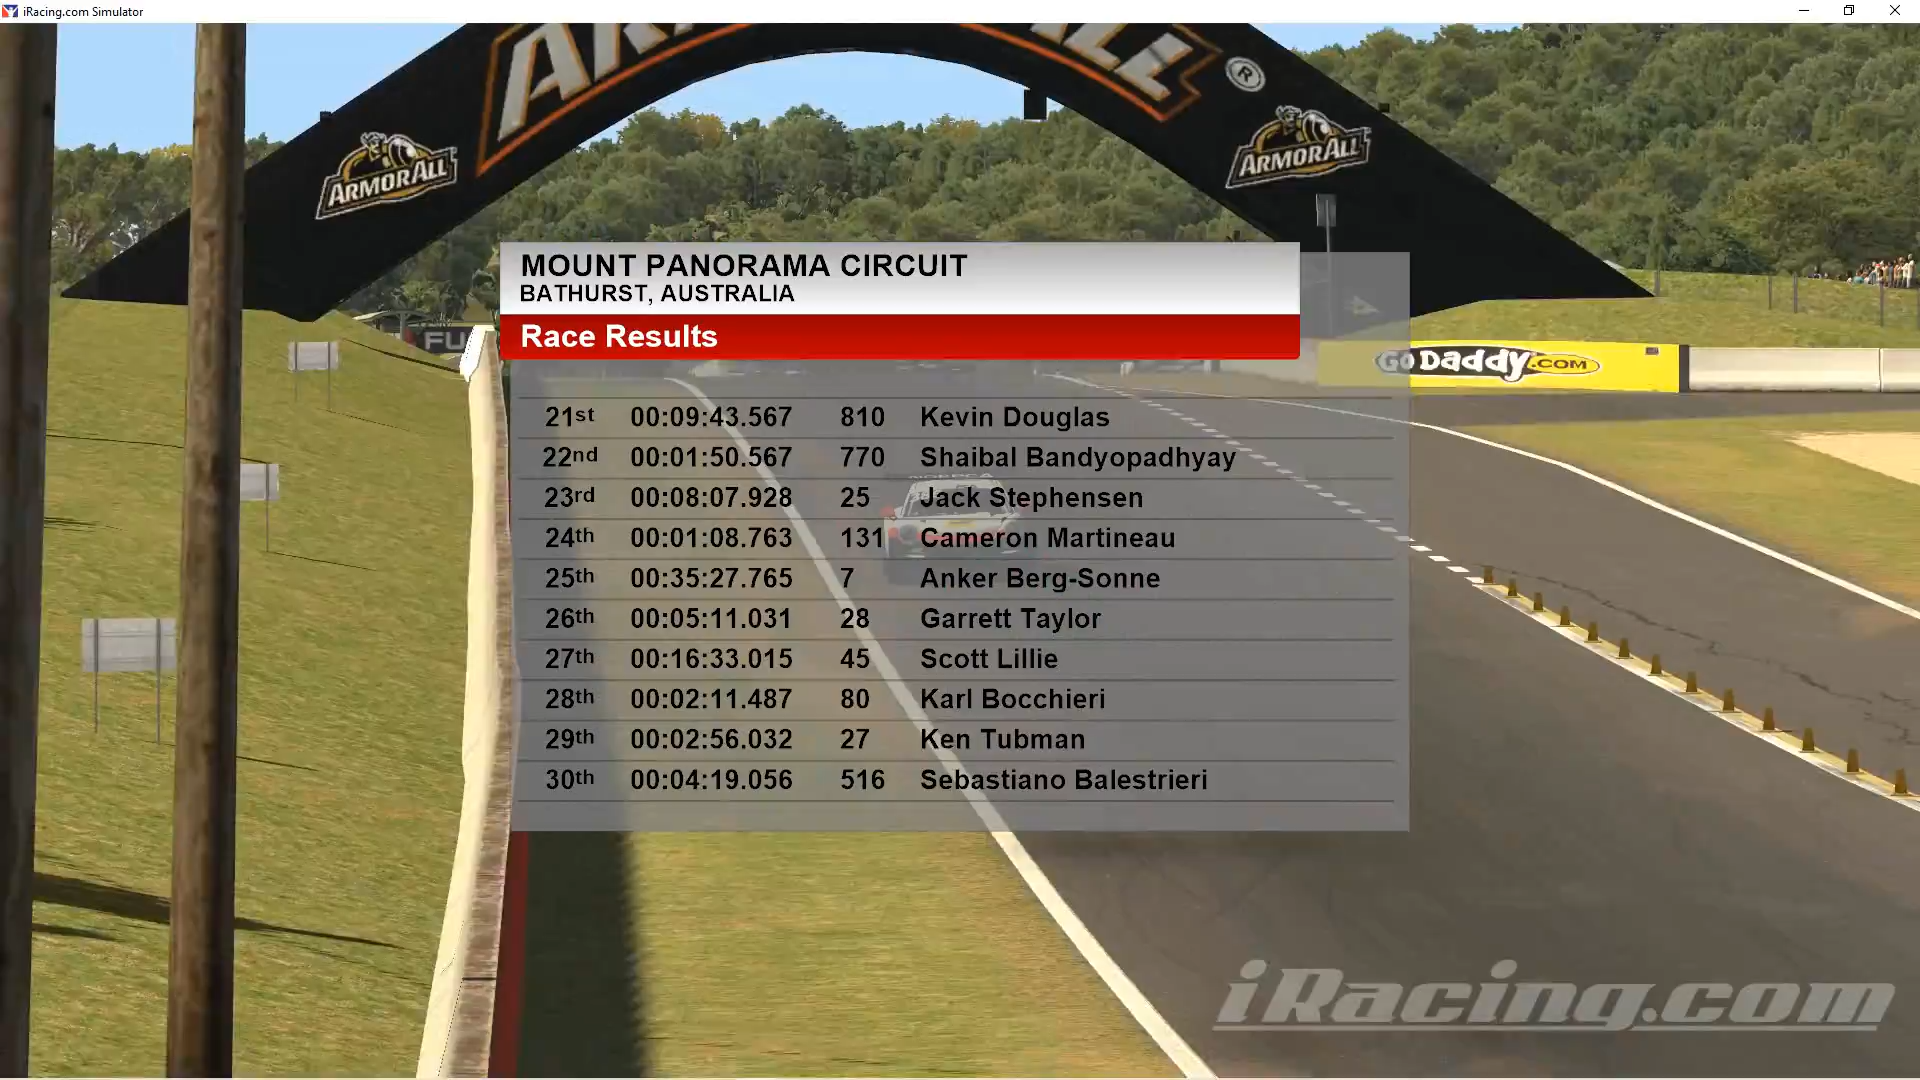 iRacing.com Simulator
ARMOR ALL
ARMOR ALL
MOUNT PANORAMA CIRCUIT
BATHURST, AUSTRALIA
Race Results
GoDaddy.COM
21st 00:09:43.567 810 Kevin Douglas
22nd 00:01:50.567 770 Shaibal Bandyopadhyay
23rd 00:08:07.928 25 Jack Stephensen
24th 00:01:08.763 131 Cameron Martineau
25th 00:35:27.765 7 Anker Berg-Sonne
26th 00:05:11.031 28 Garrett Taylor
27th 00:16:33.015 45 Scott Lillie
28th 00:02:11.487 80 Karl Bocchieri
29th 00:02:56.032 27 Ken Tubman
30th 00:04:19.056 516 Sebastiano Balestrieri
iRacing.com